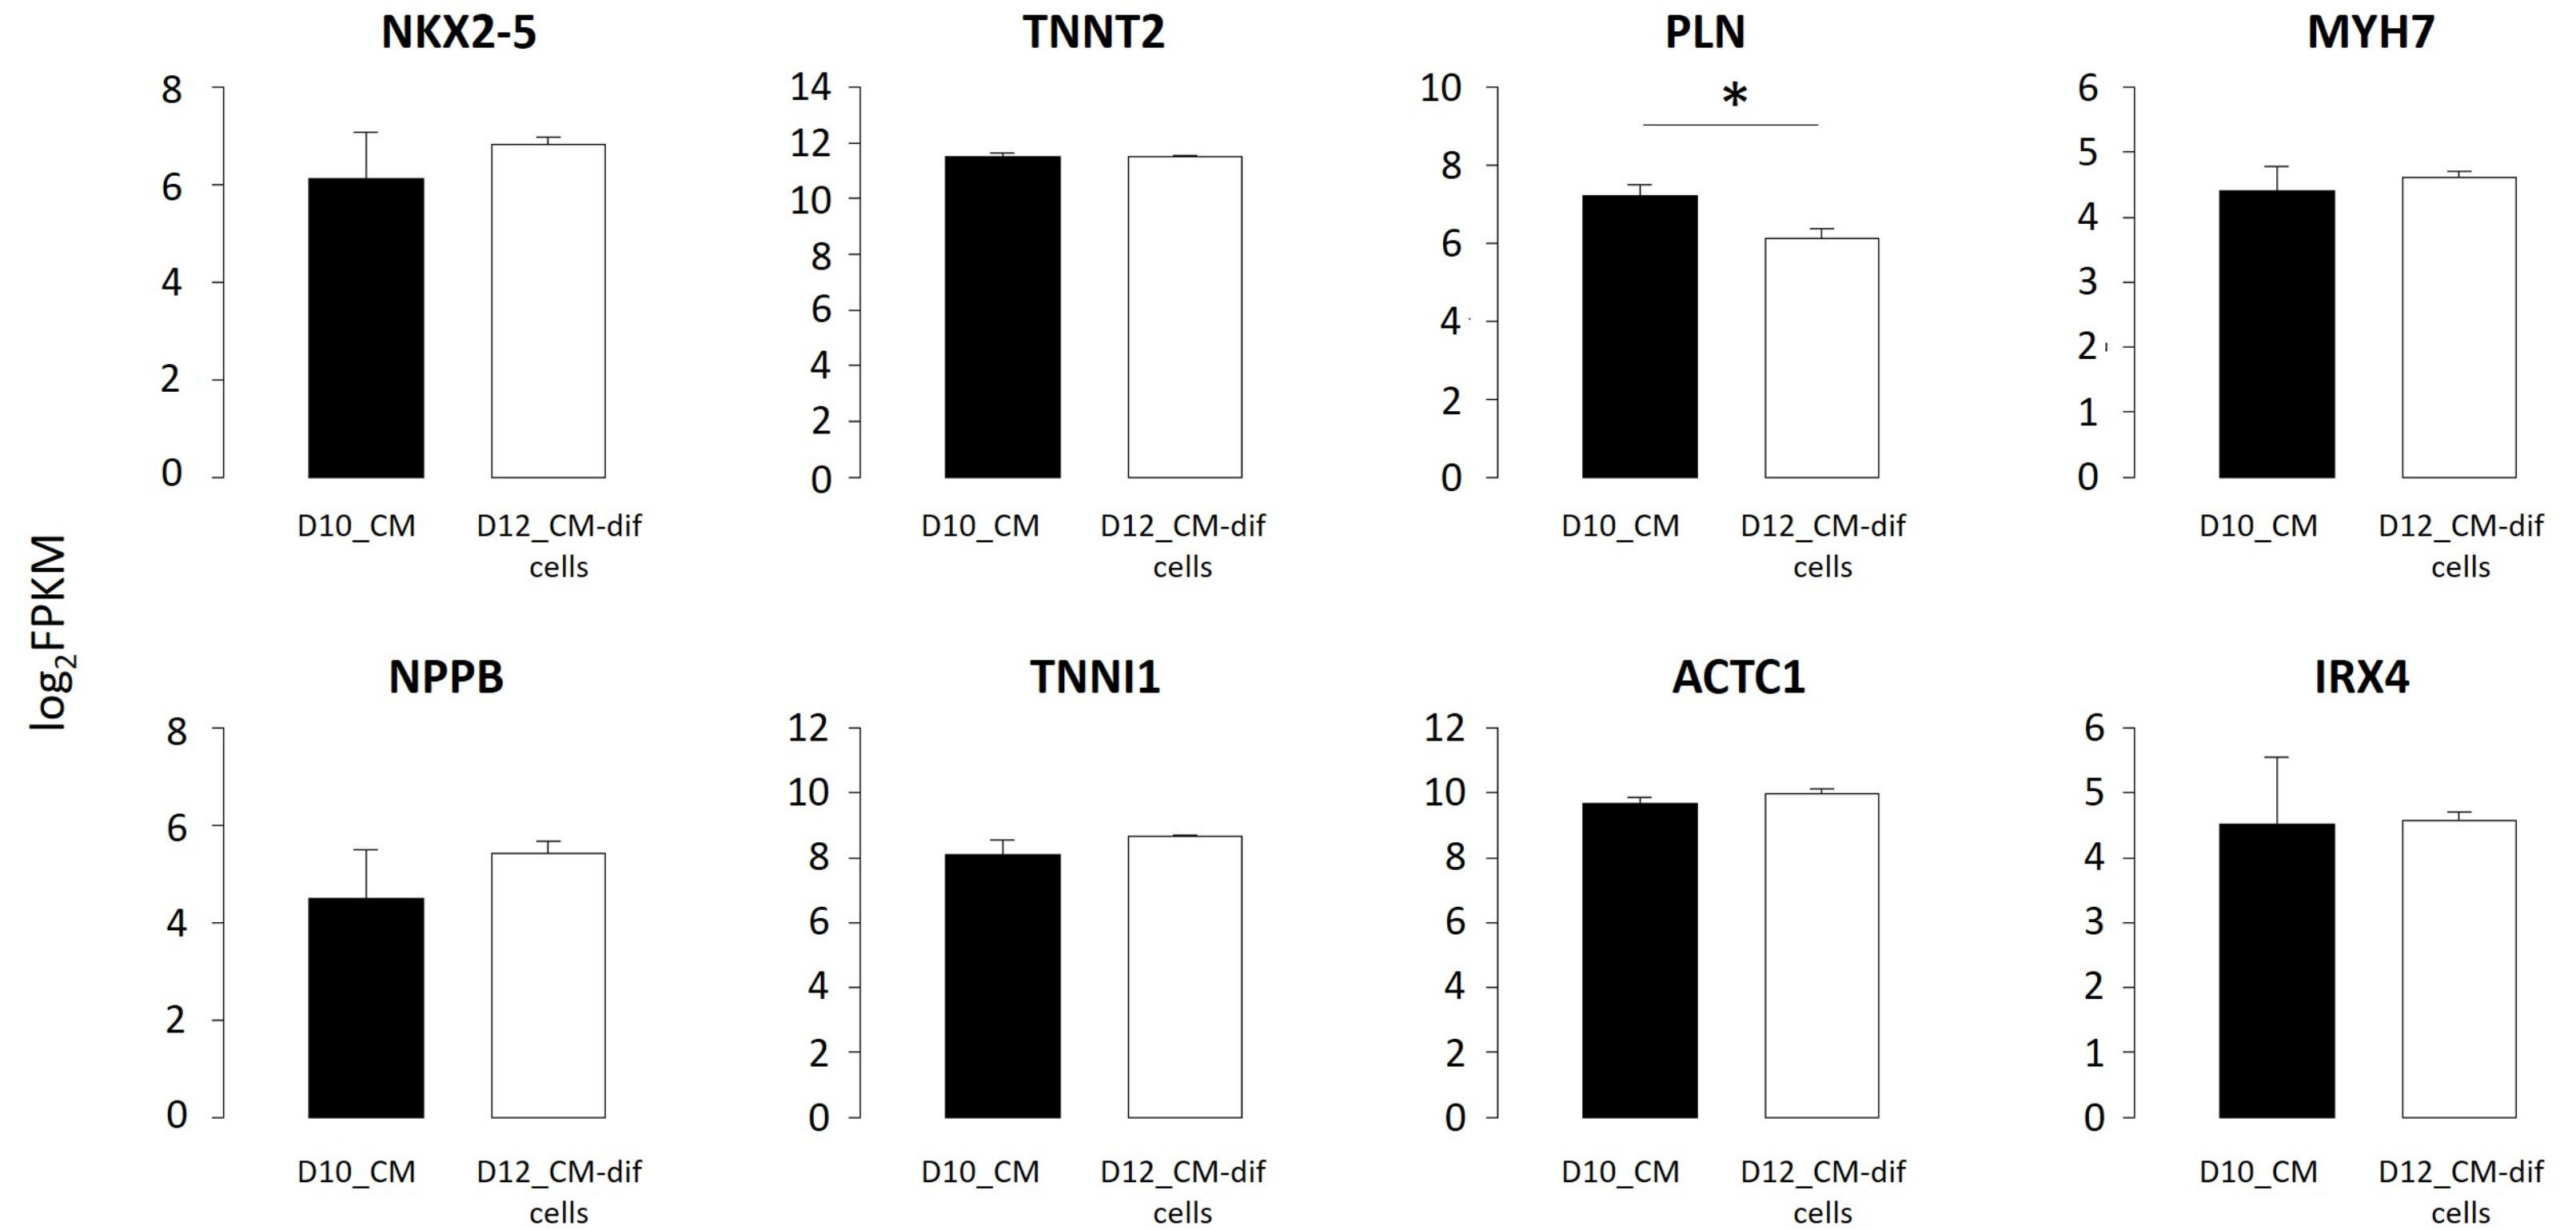 NKX2-5
TNNT2
PLN
MYH7
8
6
4
2
0
14
12
10
8
6
4
2
0
10
8
6
4
2
0
*
6
5
4
3
2
1
0
D10_CM
D12_CM-dif
cells
D10_CM
D12_CM-dif
cells
D10_CM
D12_CM-dif
cells
D10_CM
D12_CM-dif
cells
log₂FPKM
NPPB
TNNI1
ACTC1
IRX4
8
6
4
2
0
12
10
8
6
4
2
0
12
10
8
6
4
2
0
6
5
4
3
2
1
0
D10_CM
D12_CM-dif
cells
D10_CM
D12_CM-dif
cells
D10_CM
D12_CM-dif
cells
D10_CM
D12_CM-dif
cells